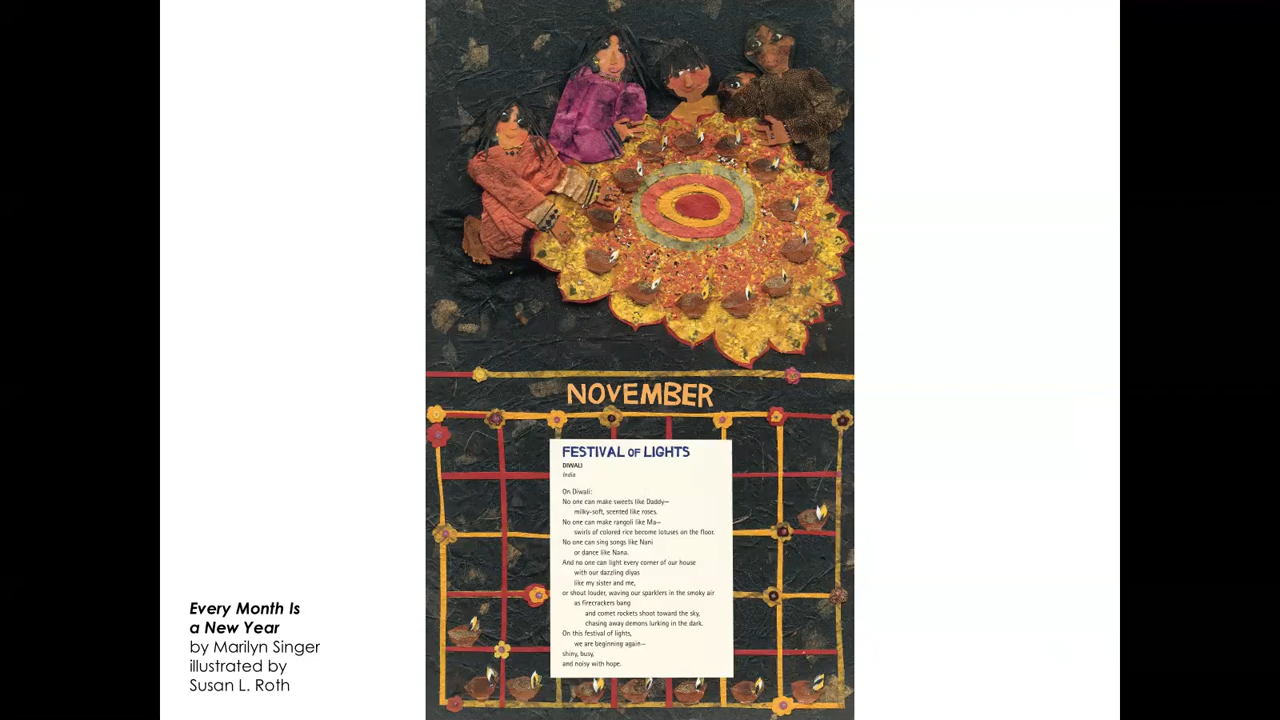 NOVEMBER
FESTIVAL OF LIGHTS
DIWALI
India
On Diwali:
No one can make sweets like Daddy—
milky-soft, scented like roses.
No one can make rangoli like Ma—
swirls of colored rice become lotuses on the floor.
No one can sing songs like Nani
or dance like Nana.
And no one can light every corner of our house
with our dazzling diyas
like my sister and me,
or shout louder, waving our sparklers in the smoky air
as firecrackers bang
and comet rockets shoot toward the sky,
chasing away demons lurking in the dark.
On this festival of lights,
we are beginning again—
shiny, busy,
and noisy with hope.
Every Month Is
a New Year
by Marilyn Singer
illustrated by
Susan L. Roth